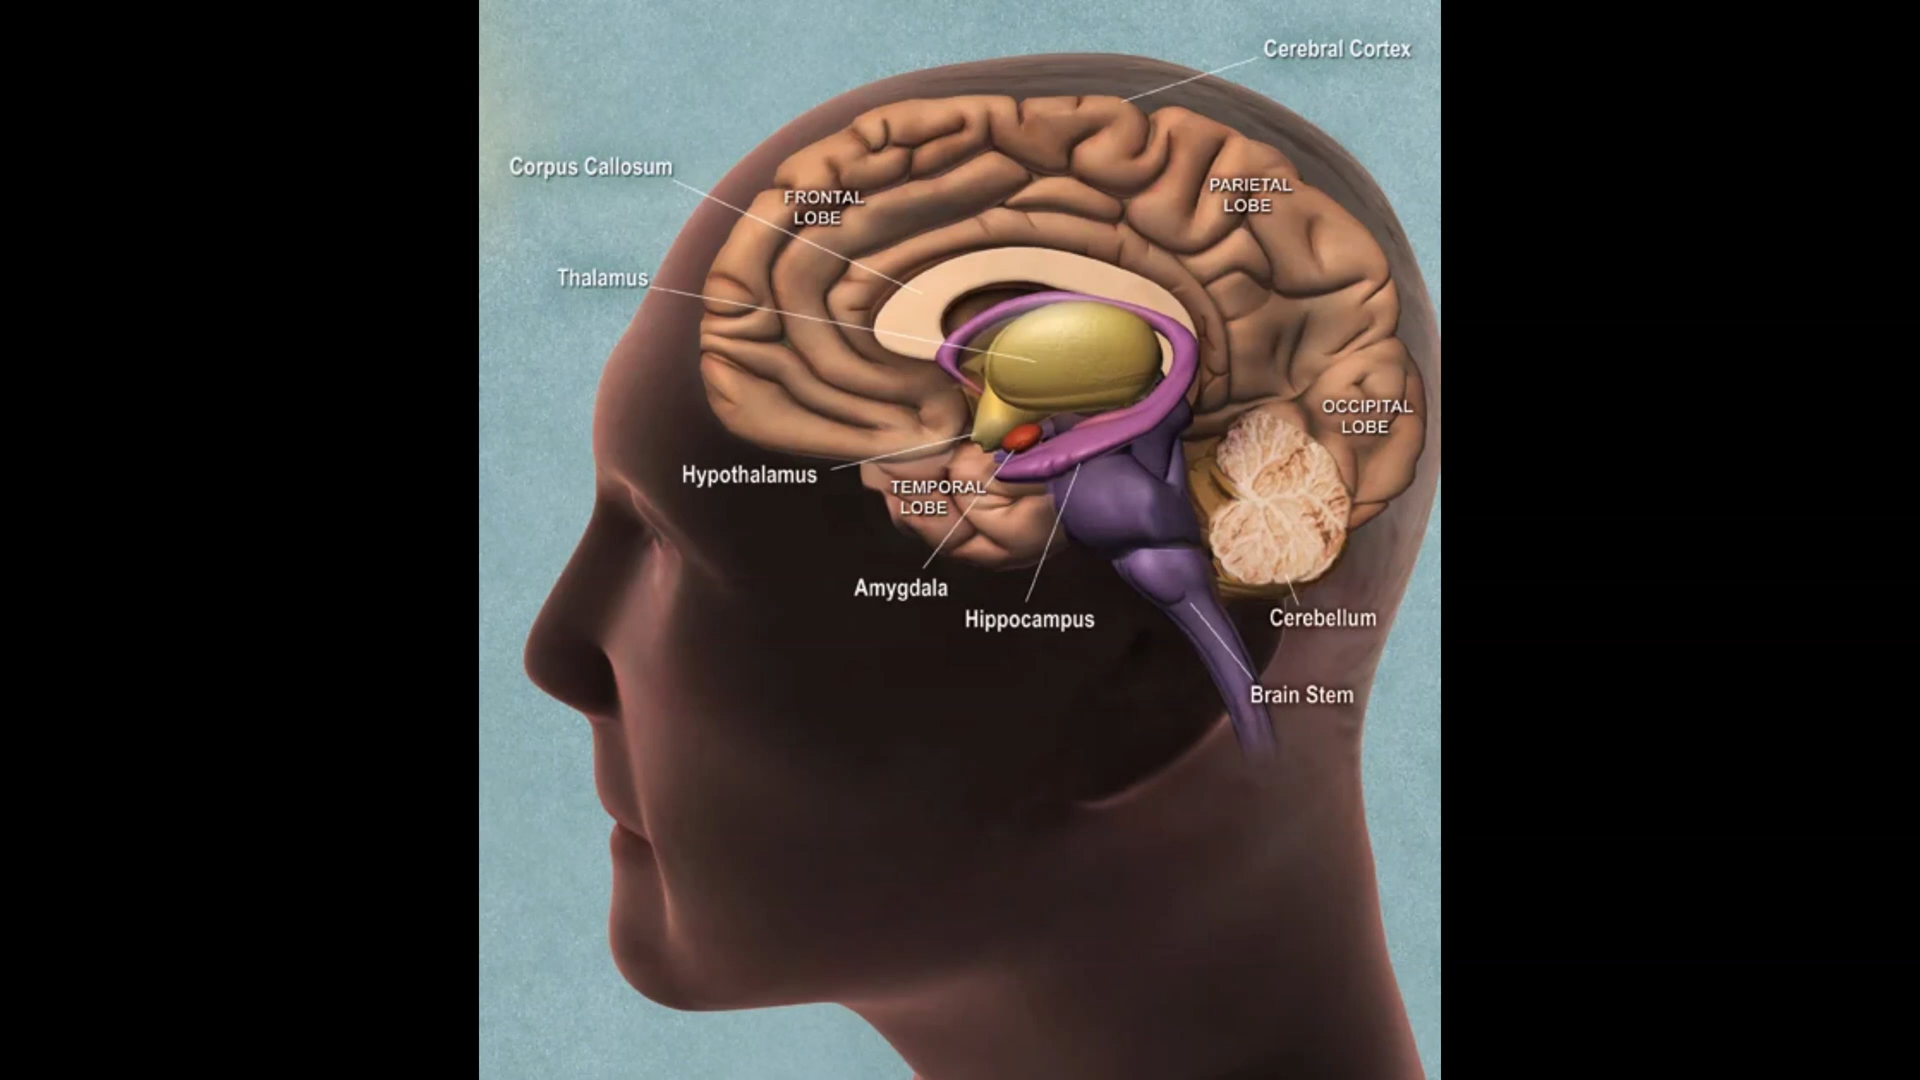 Cerebral Cortex
Corpus Callosum
FRONTAL
LOBE
PARIETAL
LOBE
Thalamus
OCCIPITAL
LOBE
Hypothalamus
TEMPORAL
LOBE
Amygdala
Hippocampus
Cerebellum
Brain Stem